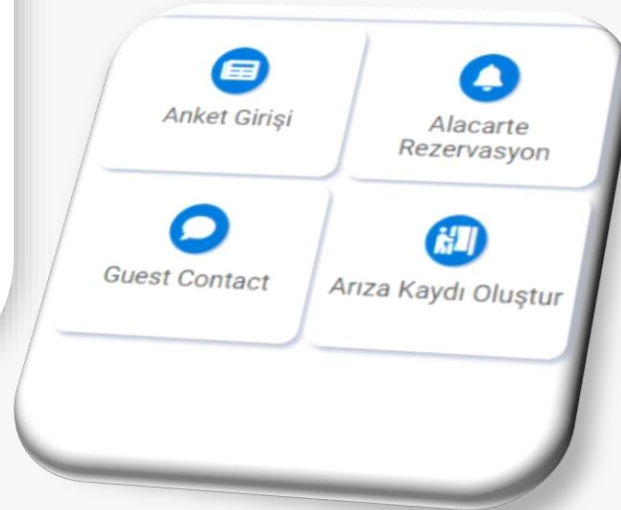 Anket Girişi
Alacarte
Rezervasyon
Guest Contact
Arıza Kaydı Oluştur